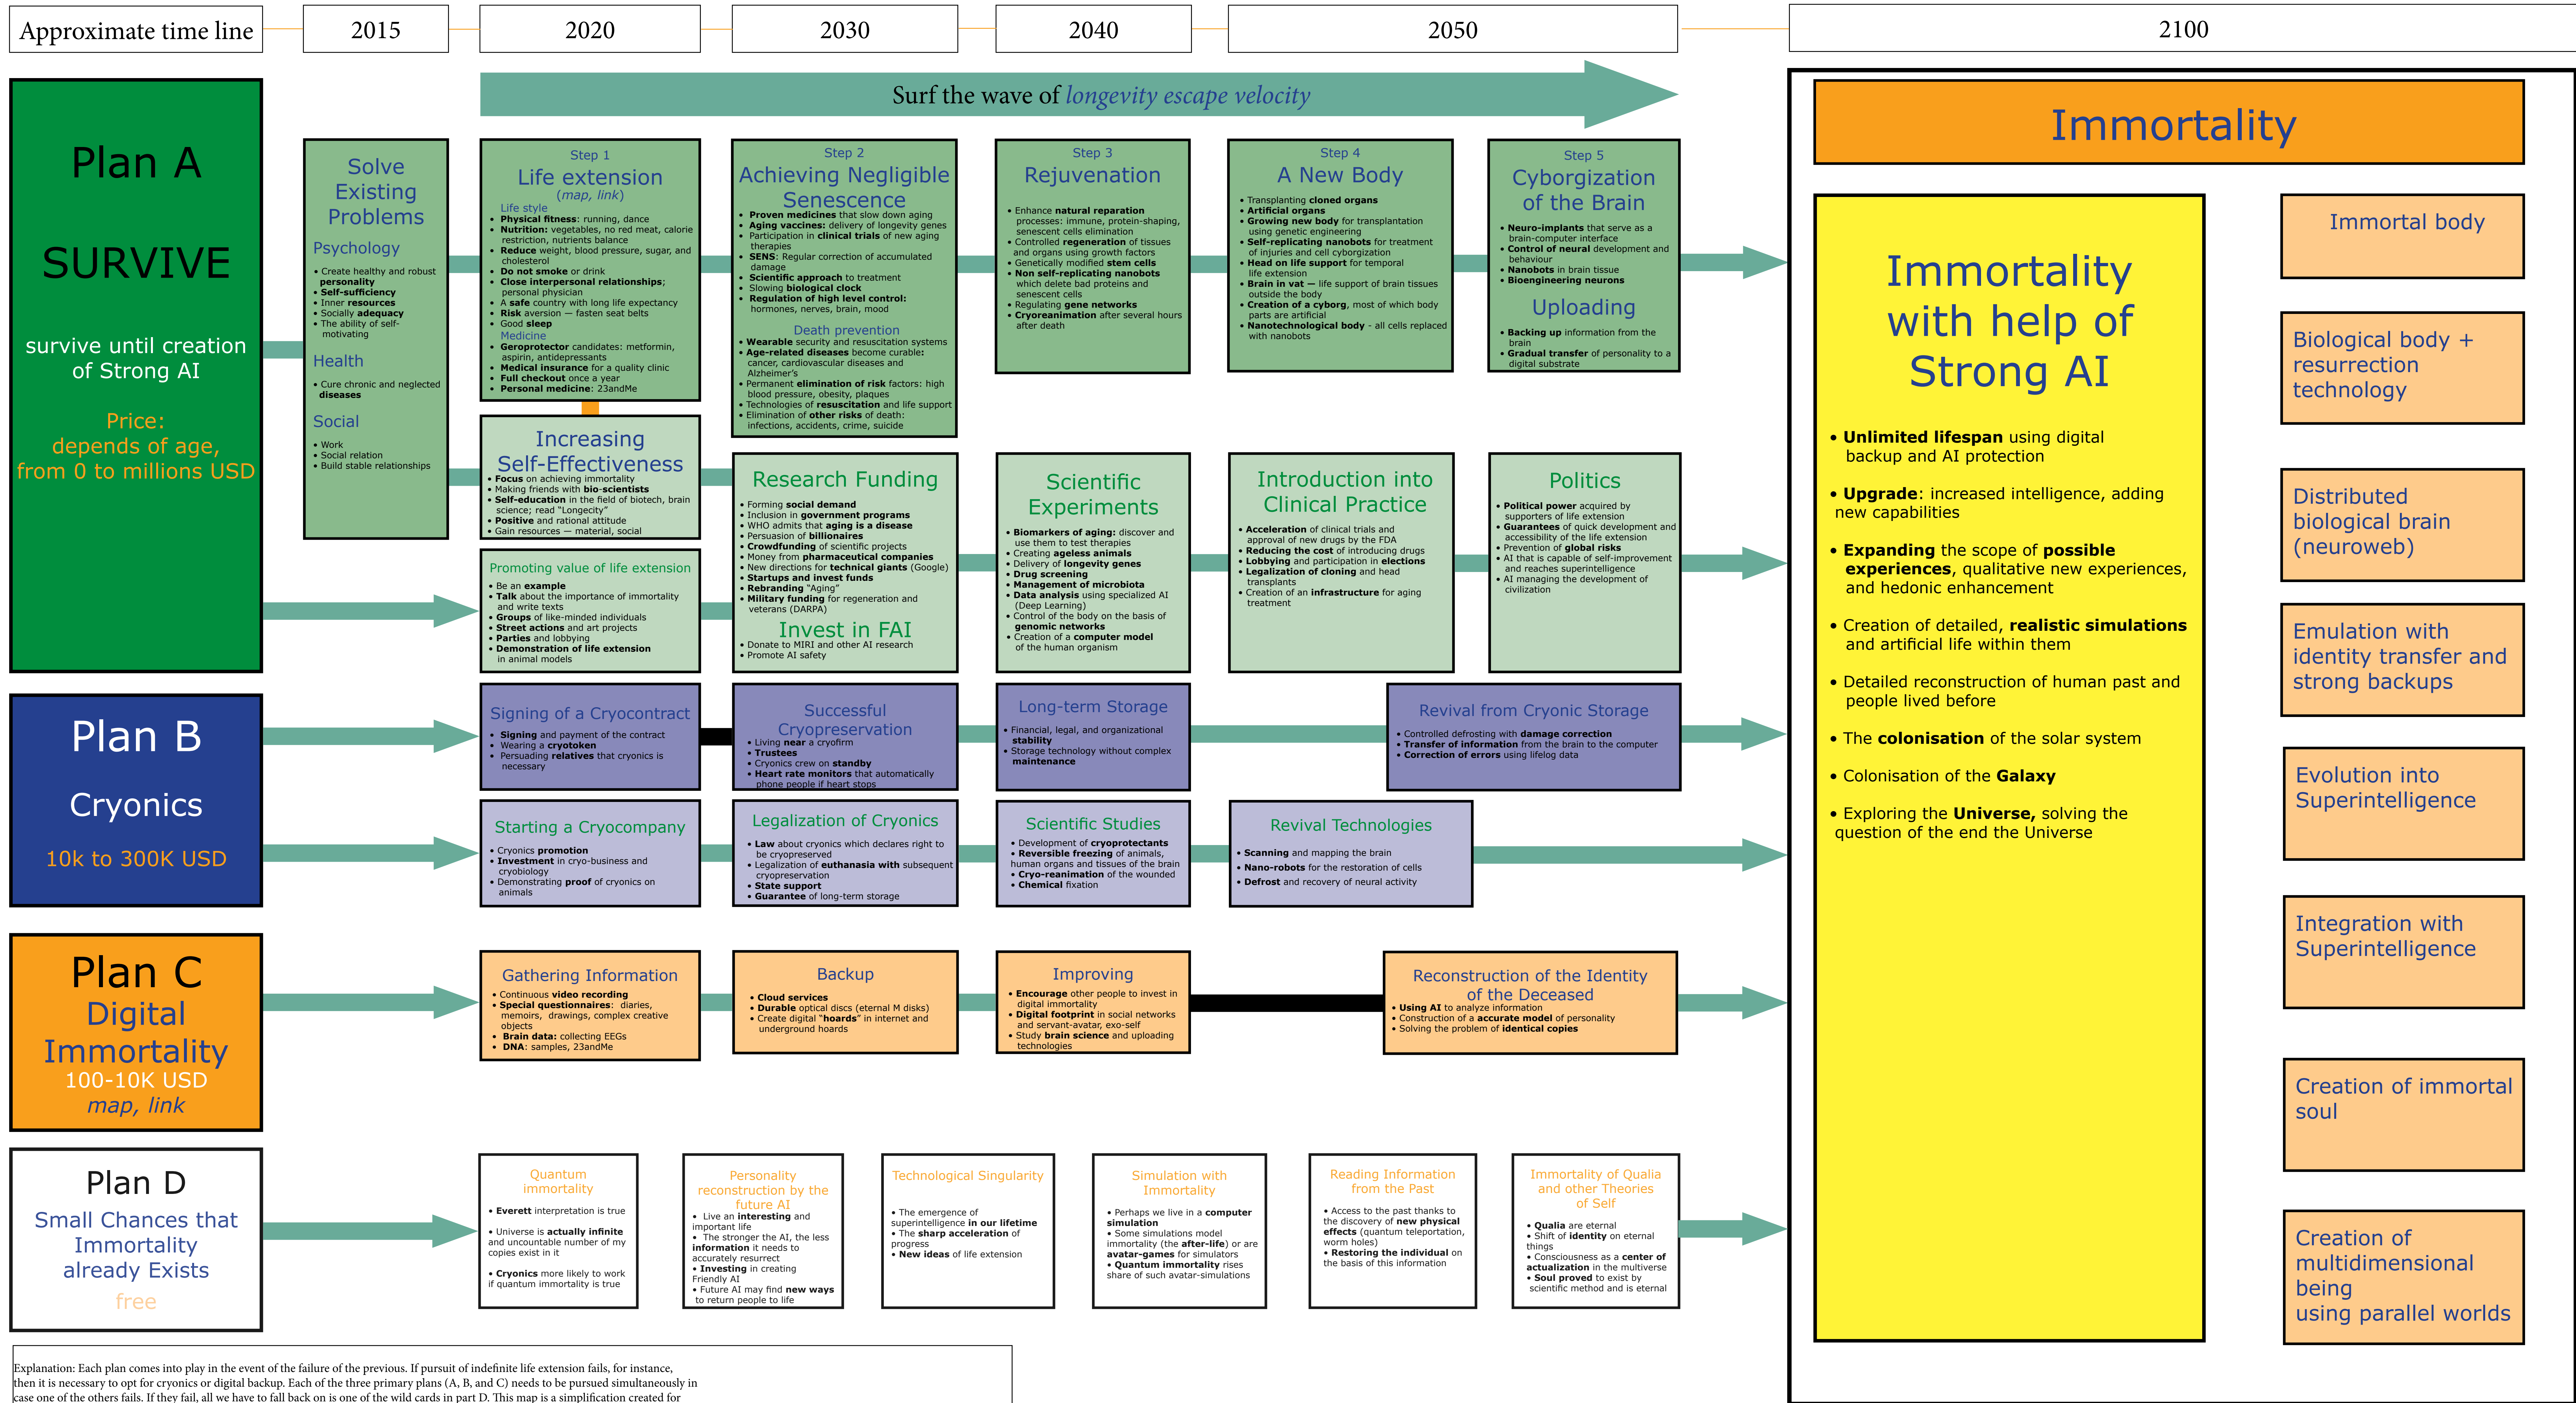 Approximate time line
2015
2020
2030
2040
2050
2100
Surf the wave of longevity escape velocity
Plan A
SURVIVE
survive until creation
of Strong AI
Price:
depends of age,
from 0 to millions USD
Solve
Existing
Problems
Psychology
• Create healthy and robust
personality
• Self-sufficiency
• Inner resources
• Socially adequacy
• The ability of self-
motivating
Health
• Cure chronic and neglected
diseases
Social
• Work
• Social relation
• Build stable relationships
Step 1
Life extension
(map, link)
Life style
• Physical fitness: running, dance
• Nutrition: vegetables, no red meat, calorie
restriction, nutrients balance
• Reduce weight, blood pressure, sugar, and
cholesterol
• Do not smoke or drink
• Close interpersonal relationships;
personal physician
• A safe country with long life expectancy
• Risk aversion — fasten seat belts
• Good sleep
Medicine
• Geroprotector candidates: metformin,
aspirin, antidepressants
• Medical insurance for a quality clinic
• Full checkout once a year
• Personal medicine: 23andMe
Increasing
Self-Effectiveness
• Focus on achieving immortality
• Making friends with bio-scientists
• Self-education in the field of biotech, brain
science; read “Longecity”
• Positive and rational attitude
• Gain resources — material, social
Promoting value of life extension
• Be an example
• Talk about the importance of immortality
and write texts
• Groups of like-minded individuals
• Street actions and art projects
• Parties and lobbying
• Demonstration of life extension
in animal models
Step 2
Achieving Negligible
Senescence
• Proven medicines that slow down aging
• Aging vaccines: delivery of longevity genes
• Participation in clinical trials of new aging
therapies
• SENS: Regular correction of accumulated
damage
• Scientific approach to treatment
• Slowing biological clock
• Regulation of high level control:
hormones, nerves, brain, mood
Death prevention
• Wearable security and resuscitation systems
• Age-related diseases become curable:
cancer, cardiovascular diseases and
Alzheimer’s
• Permanent elimination of risk factors: high
blood pressure, obesity, plaques
• Technologies of resuscitation and life support
• Elimination of other risks of death:
infections, accidents, crime, suicide
Research Funding
• Forming social demand
• Inclusion in government programs
• WHO admits that aging is a disease
• Persuasion of billionaires
• Crowdfunding of scientific projects
• Money from pharmaceutical companies
• New directions for technical giants (Google)
• Startups and invest funds
• Rebranding “Aging”
• Military funding for regeneration and
veterans (DARPA)
Invest in FAI
• Donate to MIRI and other AI research
• Promote AI safety
Step 3
Rejuvenation
• Enhance natural reparation
processes: immune, protein-shaping,
senescent cells elimination
• Controlled regeneration of tissues
and organs using growth factors
• Genetically modified stem cells
• Non self-replicating nanobots
which delete bad proteins and
senescent cells
• Regulating gene networks
• Cryoreanimation after several hours
after death
Scientific
Experiments
• Biomarkers of aging: discover and
use them to test therapies
• Creating ageless animals
• Delivery of longevity genes
• Drug screening
• Management of microbiota
• Data analysis using specialized AI
(Deep Learning)
• Control of the body on the basis of
genomic networks
• Creation of a computer model
of the human organism
Step 4
A New Body
• Transplanting cloned organs
• Artificial organs
• Growing new body for transplantation
using genetic engineering
• Self-replicating nanobots for treatment
of injuries and cell cyborgization
• Head on life support for temporal
life extension
• Brain in vat — life support of brain tissues
outside the body
• Creation of a cyborg, most of which body
parts are artificial
• Nanotechnological body - all cells replaced
with nanobots
Introduction into
Clinical Practice
• Acceleration of clinical trials and
approval of new drugs by the FDA
• Reducing the cost of introducing drugs
• Lobbying and participation in elections
• Legalization of cloning and head
transplants
• Creation of an infrastructure for aging
treatment
Step 5
Cyborgization
of the Brain
• Neuro-implants that serve as a
brain-computer interface
• Control of neural development and
behaviour
• Nanobots in brain tissue
• Bioengineering neurons
Uploading
• Backing up information from the
brain
• Gradual transfer of personality to a
digital substrate
Politics
• Political power acquired by
supporters of life extension
• Guarantees of quick development and
accessibility of the life extension
• Prevention of global risks
• AI that is capable of self-improvement
and reaches superintelligence
• AI managing the development of
civilization
Plan B
Cryonics
10k to 300K USD
Signing of a Cryocontract
• Signing and payment of the contract
• Wearing a cryotoken
• Persuading relatives that cryonics is
necessary
Successful
Cryopreservation
• Living near a cryofirm
• Trustees
• Cryonics crew on standby
• Heart rate monitors that automatically
phone people if heart stops
Long-term Storage
• Financial, legal, and organizational
stability
• Storage technology without complex
maintenance
Revival from Cryonic Storage
• Controlled defrosting with damage correction
• Transfer of information from the brain to the computer
• Correction of errors using lifelog data
Starting a Cryocompany
• Cryonics promotion
• Investment in cryo-business and
cryobiology
• Demonstrating proof of cryonics on
animals
Legalization of Cryonics
• Law about cryonics which declares right to
be cryopreserved
• Legalization of euthanasia with subsequent
cryopreservation
• State support
• Guarantee of long-term storage
Scientific Studies
• Development of cryoprotectants
• Reversible freezing of animals,
human organs and tissues of the brain
• Cryo-reanimation of the wounded
• Chemical fixation
Revival Technologies
• Scanning and mapping the brain
• Nano-robots for the restoration of cells
• Defrost and recovery of neural activity
Plan C
Digital
Immortality
100-10K USD
map, link
Gathering Information
• Continuous video recording
• Special questionnaires: diaries,
memoirs, drawings, complex creative
objects
• Brain data: collecting EEGs
• DNA: samples, 23andMe
Backup
• Cloud services
• Durable optical discs (eternal M disks)
• Create digital “hoards” in internet and
underground hoards
Improving
• Encourage other people to invest in
digital immortality
• Digital footprint in social networks
and servant-avatar, exo-self
• Study brain science and uploading
technologies
Reconstruction of the Identity
of the Deceased
• Using AI to analyze information
• Construction of a accurate model of personality
• Solving the problem of identical copies
Plan D
Small Chances that
Immortality
already Exists
free
Quantum
immortality
• Everett interpretation is true
• Universe is actually infinite
and uncountable number of my
copies exist in it
• Cryonics more likely to work
if quantum immortality is true
Personality
reconstruction by the
future AI
• Live an interesting and
important life
• The stronger the AI, the less
information it needs to
accurately resurrect
• Investing in creating
Friendly AI
• Future AI may find new ways
to return people to life
Technological Singularity
• The emergence of
superintelligence in our lifetime
• The sharp acceleration of
progress
• New ideas of life extension
Simulation with
Immortality
• Perhaps we live in a computer
simulation
• Some simulations model
immortality (the after-life) or are
avatar-games for simulators
• Quantum immortality rises
share of such avatar-simulations
Reading Information
from the Past
• Access to the past thanks to
the discovery of new physical
effects (quantum teleportation,
worm holes)
• Restoring the individual on
the basis of this information
Immortality of Qualia
and other Theories
of Self
• Qualia are eternal
• Shift of identity on eternal
things
• Consciousness as a center of
actualization in the multiverse
• Soul proved to exist by
scientific method and is eternal
Immortality
Immortality
with help of
Strong AI
• Unlimited lifespan using digital
backup and AI protection
• Upgrade: increased intelligence, adding
new capabilities
• Expanding the scope of possible
experiences, qualitative new experiences,
and hedonic enhancement
• Creation of detailed, realistic simulations
and artificial life within them
• Detailed reconstruction of human past and
people lived before
• The colonisation of the solar system
• Colonisation of the Galaxy
• Exploring the Universe, solving the
question of the end the Universe
Immortal body
Biological body +
resurrection
technology
Distributed
biological brain
(neuroweb)
Emulation with
identity transfer and
strong backups
Evolution into
Superintelligence
Integration with
Superintelligence
Creation of immortal
soul
Creation of
multidimensional
being
using parallel worlds
Explanation: Each plan comes into play in the event of the failure of the previous. If pursuit of indefinite life extension fails, for instance,
then it is necessary to opt for cryonics or digital backup. Each of the three primary plans (A, B, and C) needs to be pursued simultaneously in
case one of the others fails. If they fail, all we have to fall back on is one of the wild cards in part D. This map is a simplification created for